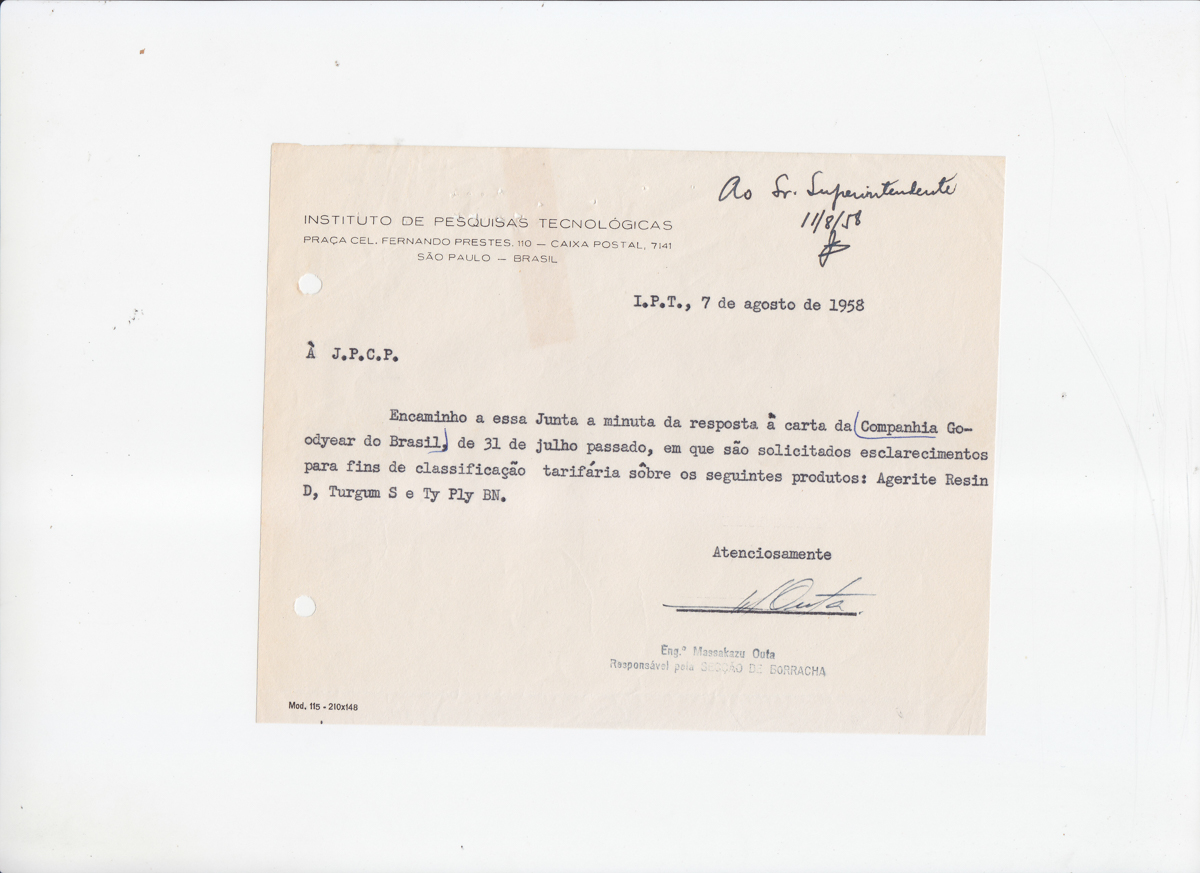 Ao Sr. Superintendente
11/8/58
INSTITUTO DE PESQUISAS TECNOLÓGICAS
PRAÇA CEL. FERNANDO PRESTES, 110 — CAIXA POSTAL, 7141
SÃO PAULO — BRASIL
I.P.T., 7 de agosto de 1958
À J.P.C.P.
Encaminho a essa Junta a minuta da resposta à carta da (Companhia Go-
odyear do Brasil) de 31 de julho passado, em que são solicitados esclarecimentos
para fins de classificação tarifária sôbre os seguintes produtos: Agerite Resin
D, Turgum S e Ty Ply BN.
Atenciosamente
Outa
Eng.º Massakazu Outa
Responsável pela SECÇÃO DE BORRACHA
Mod. 115 - 210x148